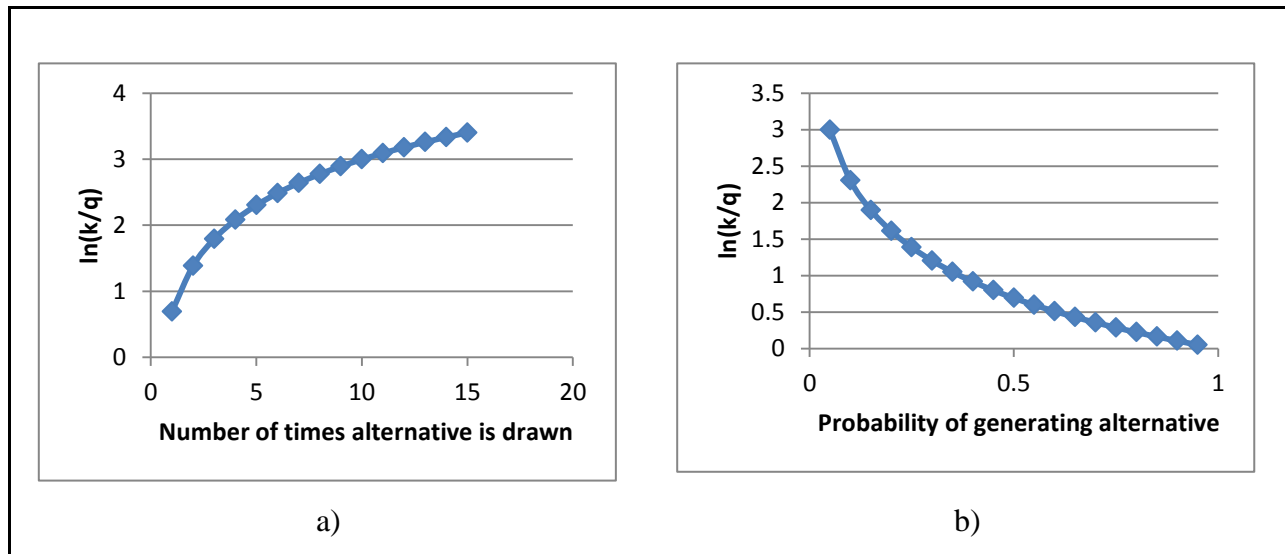 4
3
2
1
0
0 5 10 15 20
ln(k/q)
Number of times alternative is drawn
a)
3.5
3
2.5
2
1.5
1
0.5
0
0 0.5 1
ln(k/q)
Probability of generating alternative
b)